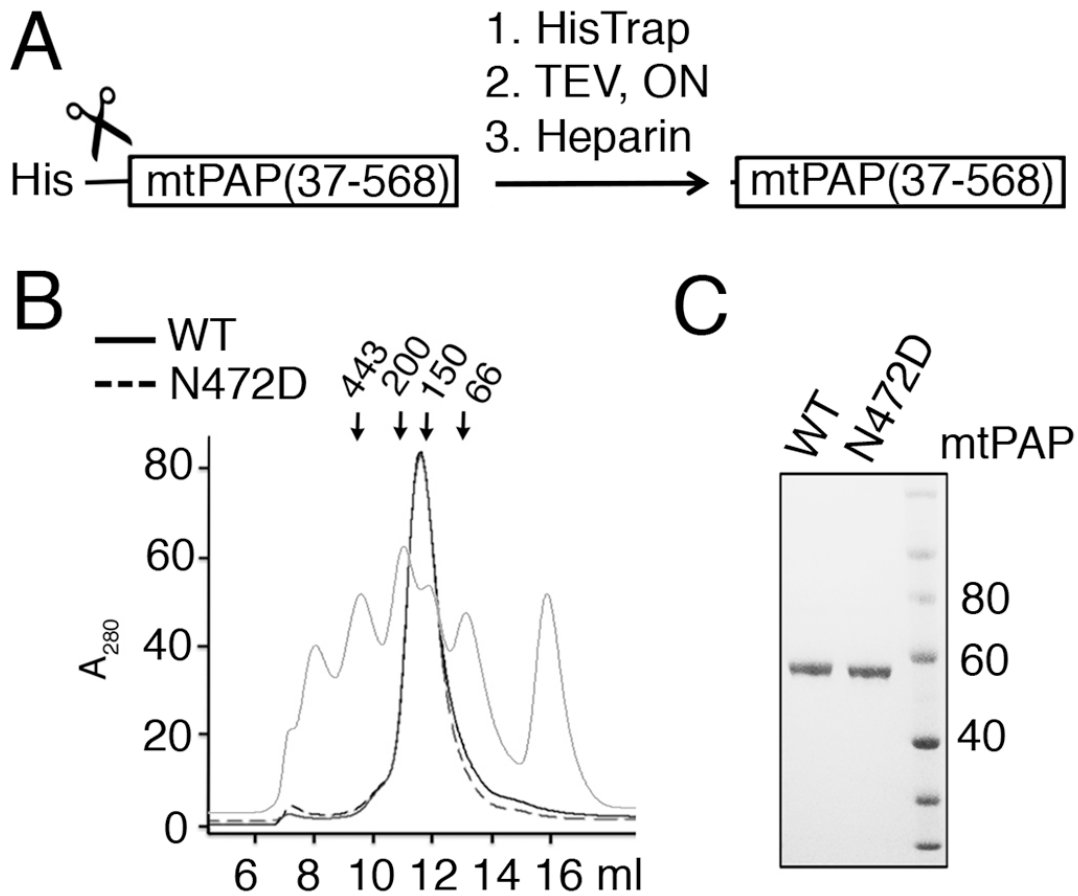 A
1. HisTrap
2. TEV, ON
3. Heparin
His
mtPAP(37-568)
mtPAP(37-568)
B
WT
N472D
443
200
150
66
80
60
40
20
0
A280
6 8 10 12 14 16 ml
C
WT
N472D
mtPAP
80
60
40